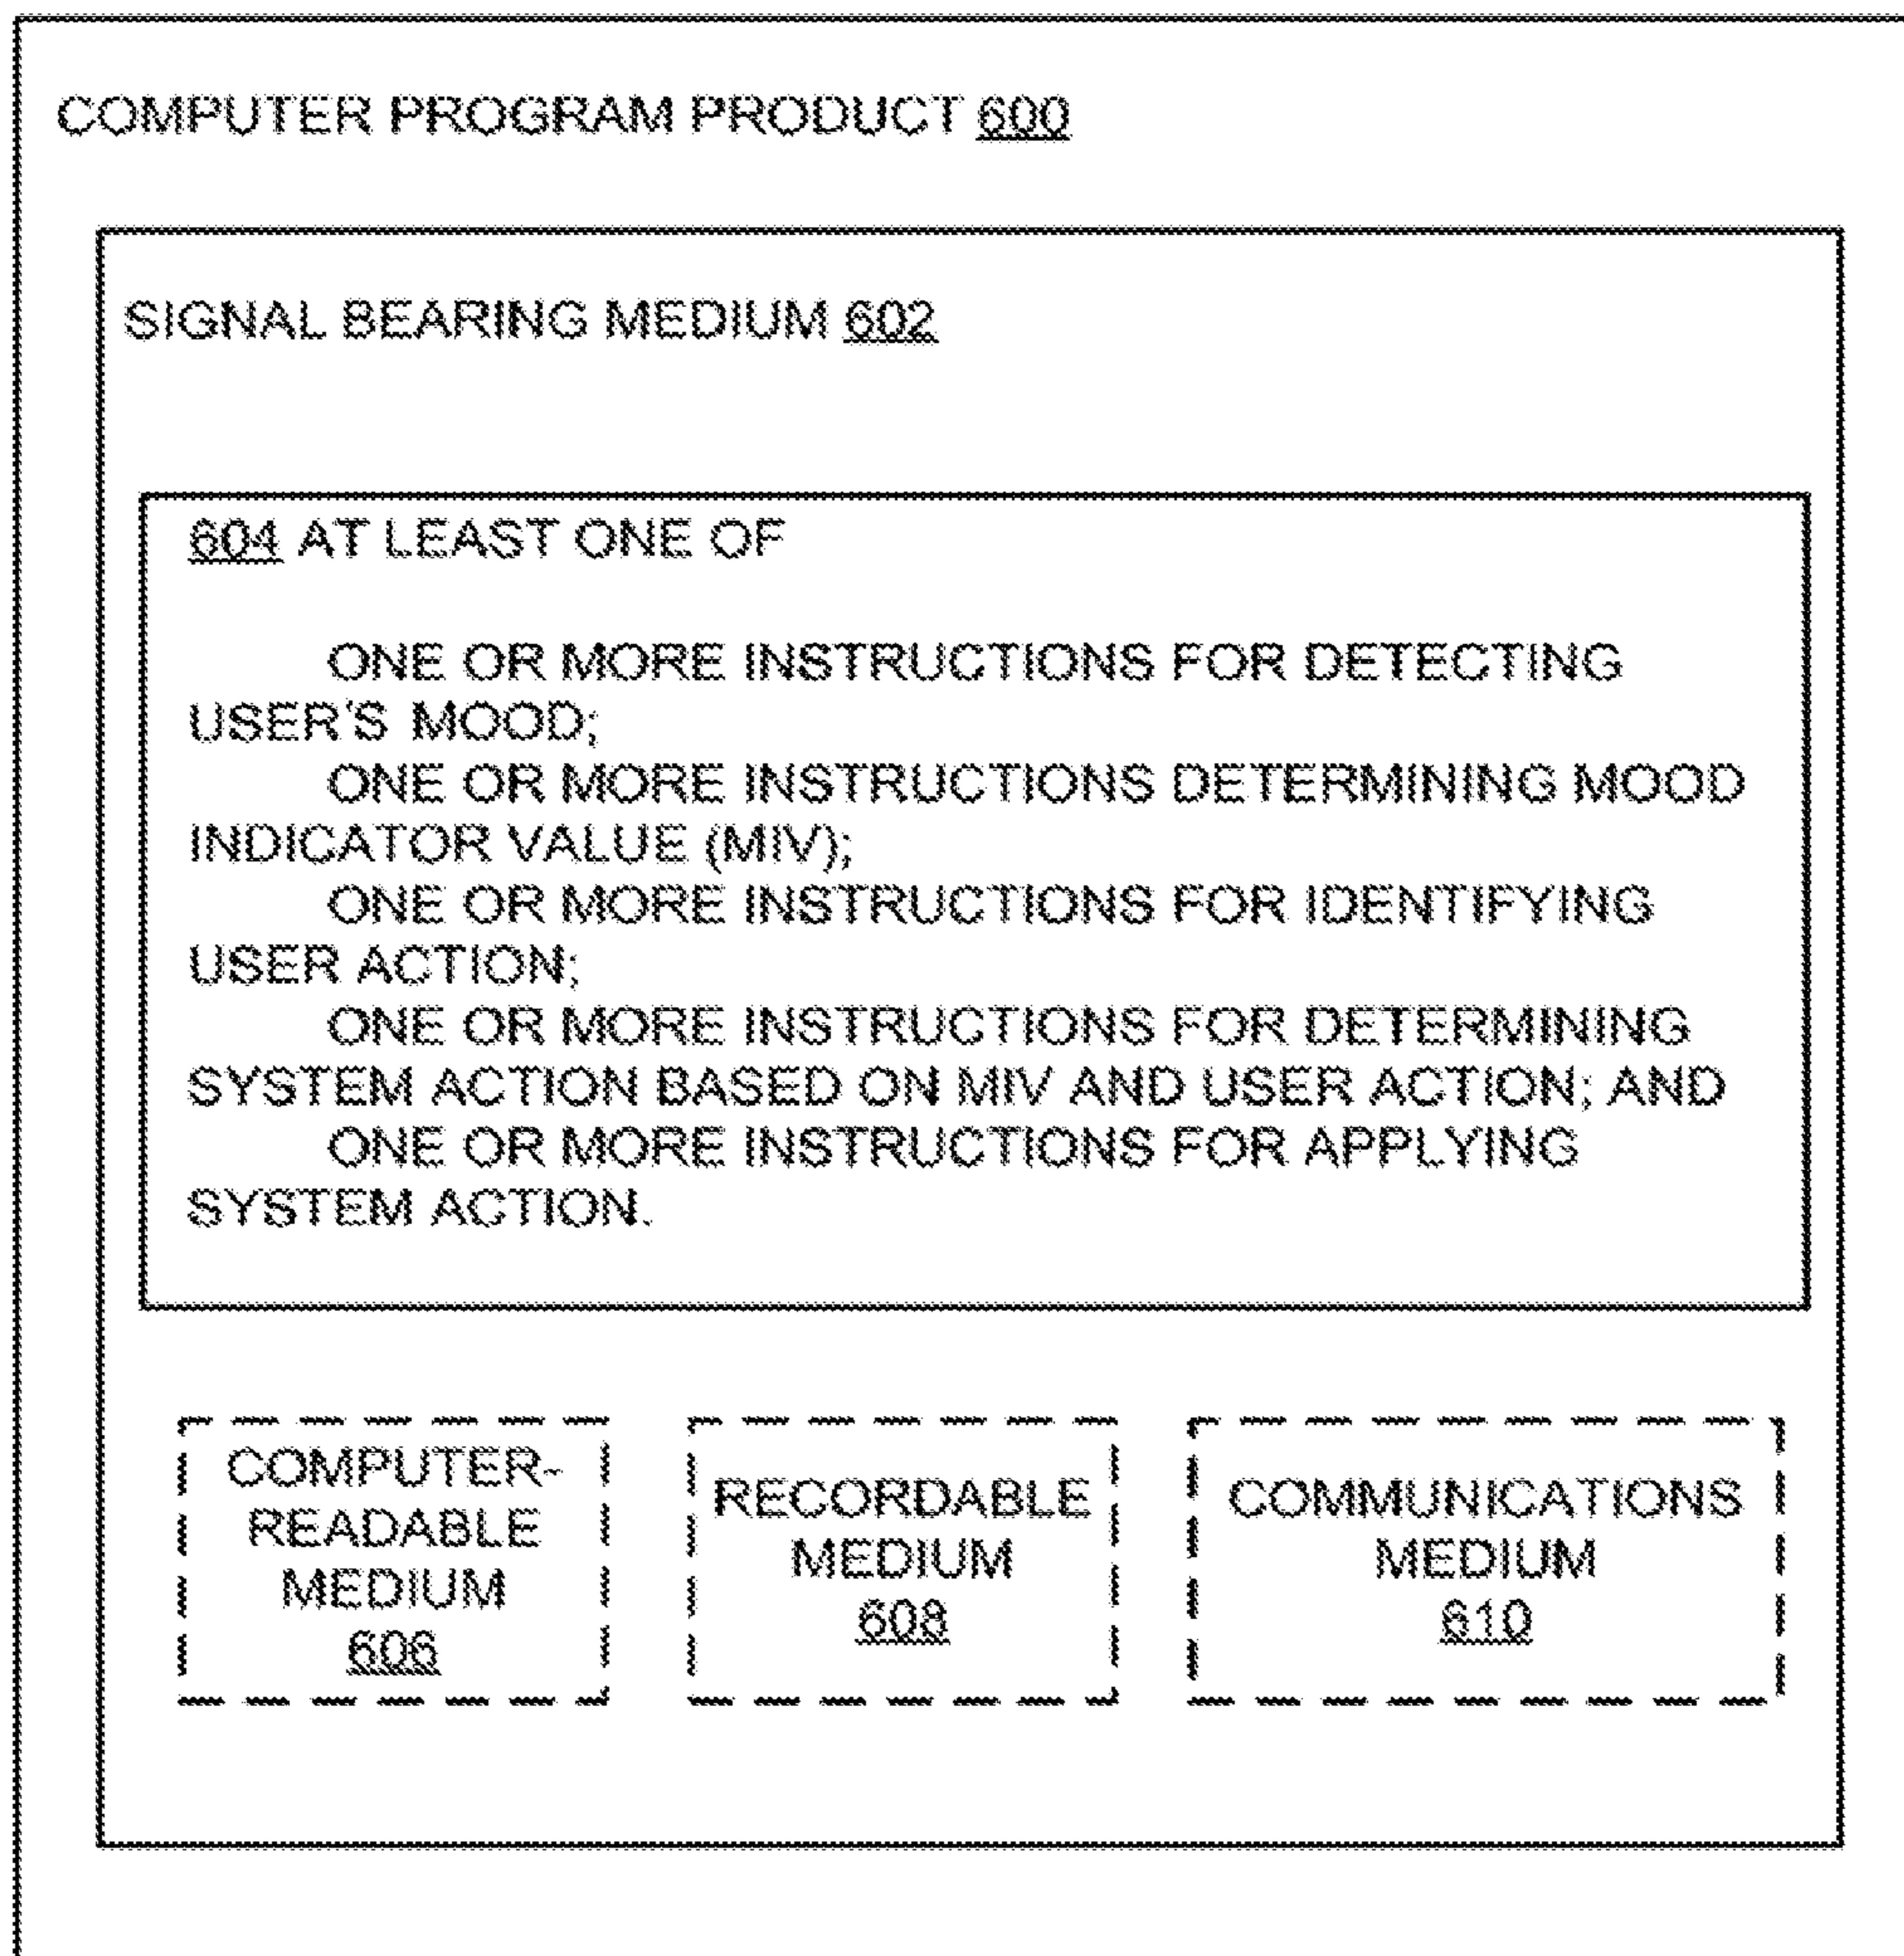 COMPUTER PROGRAM PRODUCT 600
SIGNAL BEARING MEDIUM 602
604 AT LEAST ONE OF
ONE OR MORE INSTRUCTIONS FOR DETECTING
USER'S MOOD;
ONE OR MORE INSTRUCTIONS DETERMINING MOOD
INDICATOR VALUE (MIV);
ONE OR MORE INSTRUCTIONS FOR IDENTIFYING
USER ACTION;
ONE OR MORE INSTRUCTIONS FOR DETERMINING
SYSTEM ACTION BASED ON MIV AND USER ACTION; AND
ONE OR MORE INSTRUCTIONS FOR APPLYING
SYSTEM ACTION.
COMPUTER-
READABLE
MEDIUM
606
RECORDABLE
MEDIUM
608
COMMUNICATIONS
MEDIUM
610